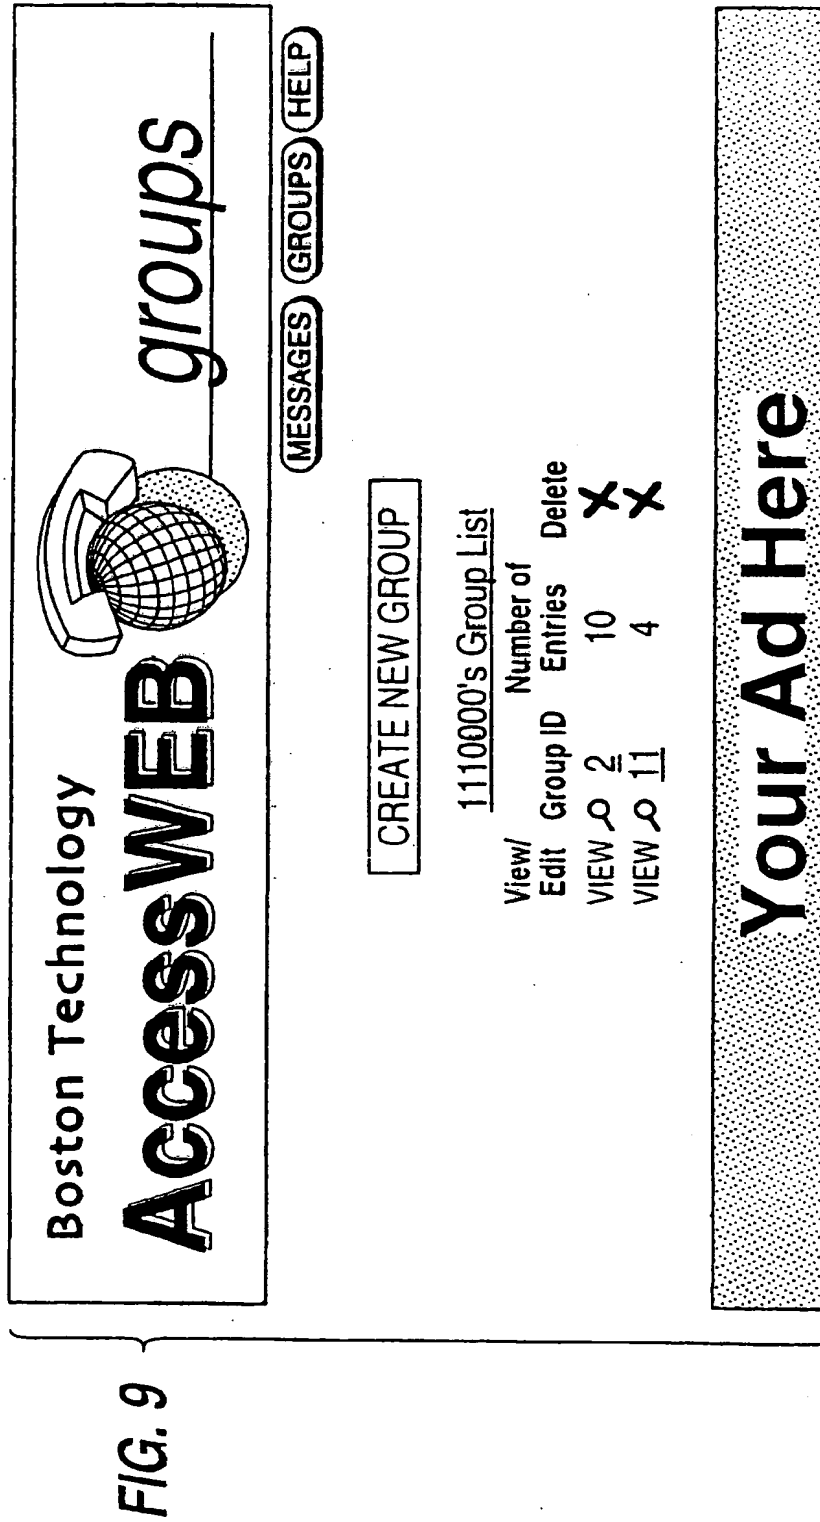 FIG. 9
Boston Technology
AccessWEB groups
MESSAGES GROUPS HELP
CREATE NEW GROUP
1110000's Group List
View/ Number of
Edit Group ID Entries Delete
VIEW 2 10 X
VIEW 11 4 X
Your Ad Here